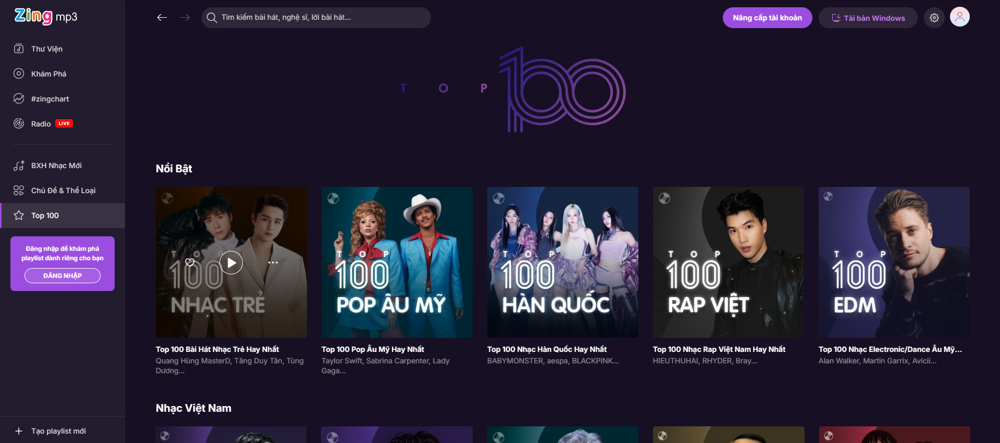 Zing mp3
Tìm kiếm bài hát, nghệ sĩ, lời bài hát...
Nâng cấp tài khoản
Tải bản Windows
Thư Viện
Khám Phá
#zingchart
Radio LIVE
BXH Nhạc Mới
Chủ Đề & Thể Loại
Top 100
Đăng nhập để khám phá
playlist dành riêng cho bạn
ĐĂNG NHẬP
Tạo playlist mới
TOP 100
Nổi Bật
TOP
100
NHẠC TRẺ
Top 100 Bài Hát Nhạc Trẻ Hay Nhất
Quang Hùng MasterD, Tăng Duy Tân, Tùng
Dương...
TOP
100
POP ÂU MỸ
Top 100 Pop Âu Mỹ Hay Nhất
Taylor Swift, Sabrina Carpenter, Lady
Gaga...
TOP
100
HÀN QUỐC
Top 100 Nhạc Hàn Quốc Hay Nhất
BABYMONSTER, aespa, BLACKPINK...
TOP
100
RAP VIỆT
Top 100 Nhạc Rap Việt Nam Hay Nhất
HIEUTHUHAI, RHYDER, Bray...
TOP
100
EDM
Top 100 Nhạc Electronic/Dance Âu Mỹ...
Alan Walker, Martin Garrix, Avicii...
Nhạc Việt Nam